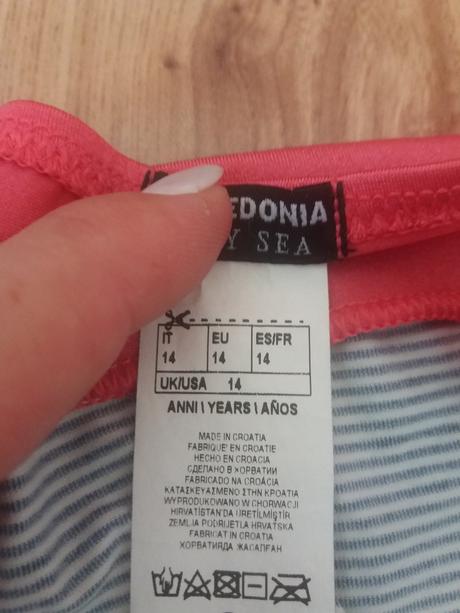 EDONIA
Y SEA
IT EU ES/FR
14 14 14
UK/USA 14
ANNI \ YEARS \ AÑOS
MADE IN CROATIA
FABRIQUE' EN CROATIE
HECHO EN CROACIA
СДЕЛАНО В ХОРВАТИИ
FABRICADO NA CROÁCIA
ΚΑΤΑΣΚΕΥΑΣΜΕΝΟ ΣΤΗΝ ΚΡΟΑΤΙΑ
WYPRODUKOWANO W CHORWACJI
HIRVATİSTAN'DA ÜRETİLMİŞTİR
ZEMLJA PODRIJETLA HRVATSKA
FABRICAT IN CROATIA
ХОРВАТИЯДА ЖАСАЛҒАН